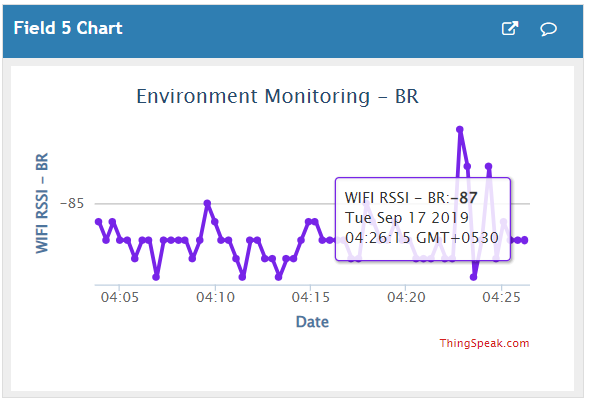 Field 5 Chart
Environment Monitoring - BR
WIFI RSSI - BR
-85
WIFI RSSI - BR:-87
Tue Sep 17 2019
04:26:15 GMT+0530
04:05 04:10 04:15 04:20 04:25
Date
ThingSpeak.com